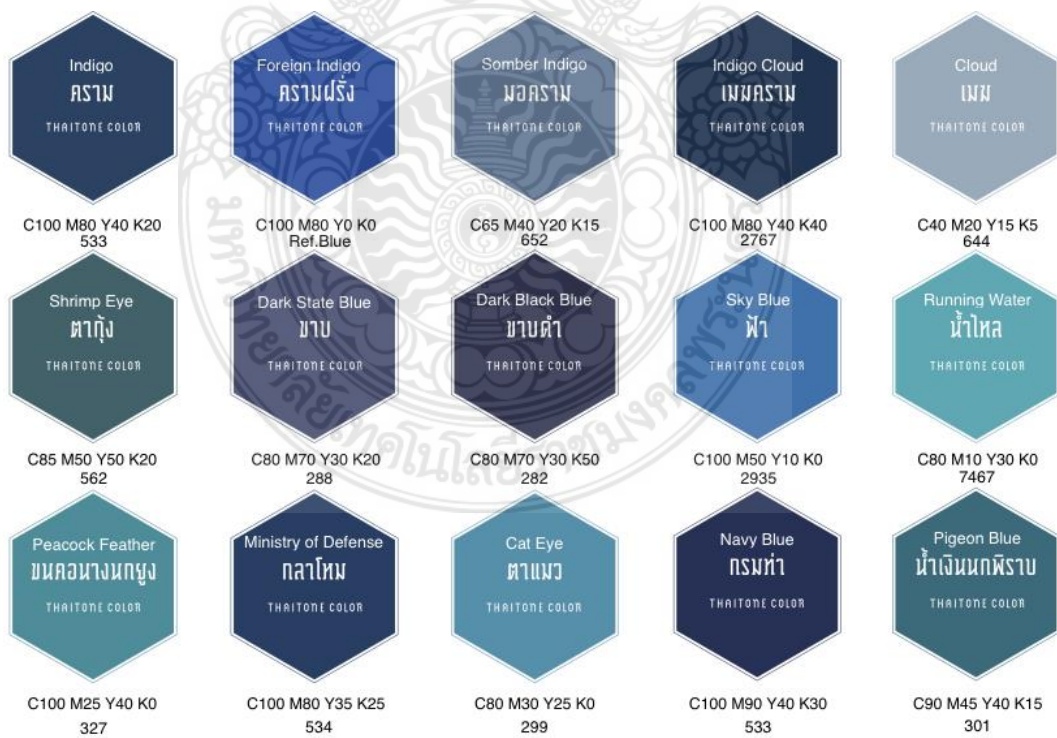 Indigo
คราม
THAITONE COLOR
C100 M80 Y40 K20
533
Foreign Indigo
ครามฝรั่ง
THAITONE COLOR
C100 M80 Y0 K0
Ref.Blue
Somber Indigo
มอคราม
THAITONE COLOR
C65 M40 Y20 K15
652
Indigo Cloud
เมฆคราม
THAITONE COLOR
C100 M80 Y40 K40
2767
Cloud
เมฆ
THAITONE COLOR
C40 M20 Y15 K5
644
Shrimp Eye
ตากุ้ง
THAITONE COLOR
C85 M50 Y50 K20
562
Dark State Blue
ขาบ
THAITONE COLOR
C80 M70 Y30 K20
288
Dark Black Blue
ขาบดำ
THAITONE COLOR
C80 M70 Y30 K50
282
Sky Blue
ฟ้า
THAITONE COLOR
C100 M50 Y10 K0
2935
Running Water
น้ำไหล
THAITONE COLOR
C80 M10 Y30 K0
7467
Peacock Feather
ขนคอนางนกยูง
THAITONE COLOR
C100 M25 Y40 K0
327
Ministry of Defense
กลาโหม
THAITONE COLOR
C100 M80 Y35 K25
534
Cat Eye
ตาแมว
THAITONE COLOR
C80 M30 Y25 K0
299
Navy Blue
กรมท่า
THAITONE COLOR
C100 M90 Y40 K30
533
Pigeon Blue
น้ำเงินนกพิราบ
THAITONE COLOR
C90 M45 Y40 K15
301